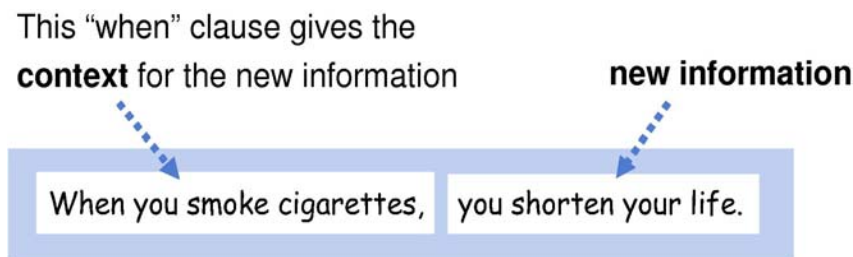 This “when” clause gives the
context for the new information
new information
When you smoke cigarettes, you shorten your life.